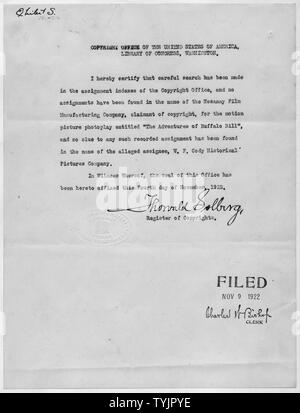 Exhibit S.
COPYRIGHT OFFICE OF THE UNITED STATES OF AMERICA,
LIBRARY OF CONGRESS, WASHINGTON.
I hereby certify that careful search has been made
in the assignment indexes of the Copyright Office, and no
assignments have been found in the name of the Essanay Film
Manufacturing Company, claimant of copyright, for the motion
picture photoplay entitled "The Adventures of Buffalo Bill",
and no clue to any such recorded assignment has been found
in the name of the alleged assignee, W. F. Cody Historical
Pictures Company.
In Witness Whereof, the seal of this Office has
been hereto affixed this fourth day of November, 1922.
Thorvald Solberg,
Register of Copyrights.
FILED
NOV 9 1922
Charles W. Bishop
CLERK
alamy